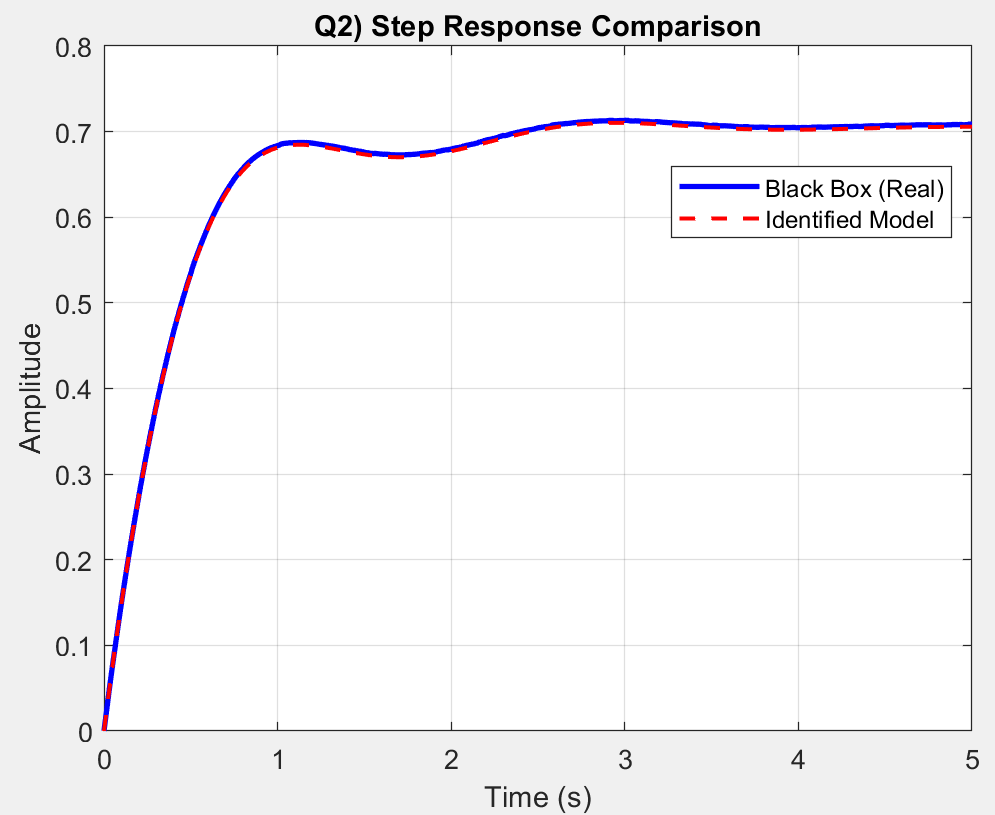 Q2) Step Response Comparison
0.8
0.7
0.6
0.5
0.4
0.3
0.2
0.1
0
Amplitude
Black Box (Real)
Identified Model
0 1 2 3 4 5
Time (s)